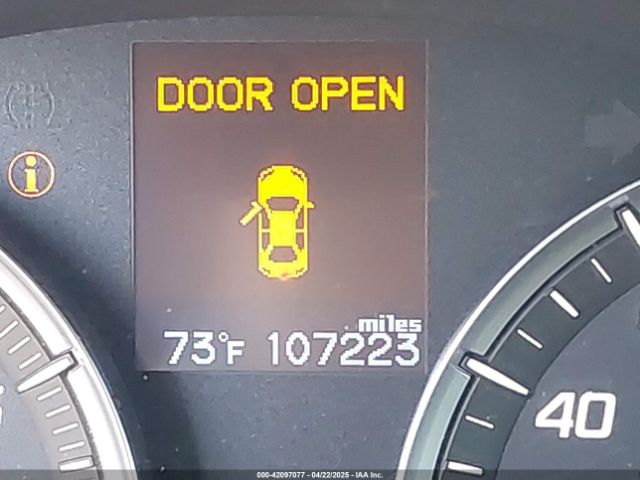 DOOR OPEN
i
miles
73°F 107223
40
000-42097077 - 04/22/2025 - IAA Inc.